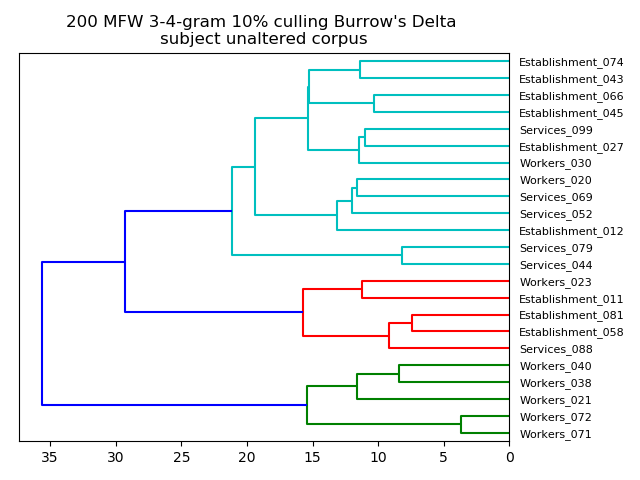 200 MFW 3-4-gram 10% culling Burrow's Delta
subject unaltered corpus
Establishment_074
Establishment_043
Establishment_066
Establishment_045
Services_099
Establishment_027
Workers_030
Workers_020
Services_069
Services_052
Establishment_012
Services_079
Services_044
Workers_023
Establishment_011
Establishment_081
Establishment_058
Services_088
Workers_040
Workers_038
Workers_021
Workers_072
Workers_071
35 30 25 20 15 10 5 0